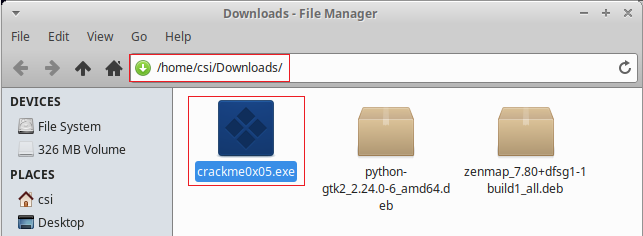 Downloads - File Manager
File Edit View Go Help
/home/csi/Downloads/
DEVICES
File System
326 MB Volume
PLACES
csi
Desktop
crackme0x05.exe
python-
gtk2_2.24.0-6_amd64.d
eb
zenmap_7.80+dfsg1-1
build1_all.deb